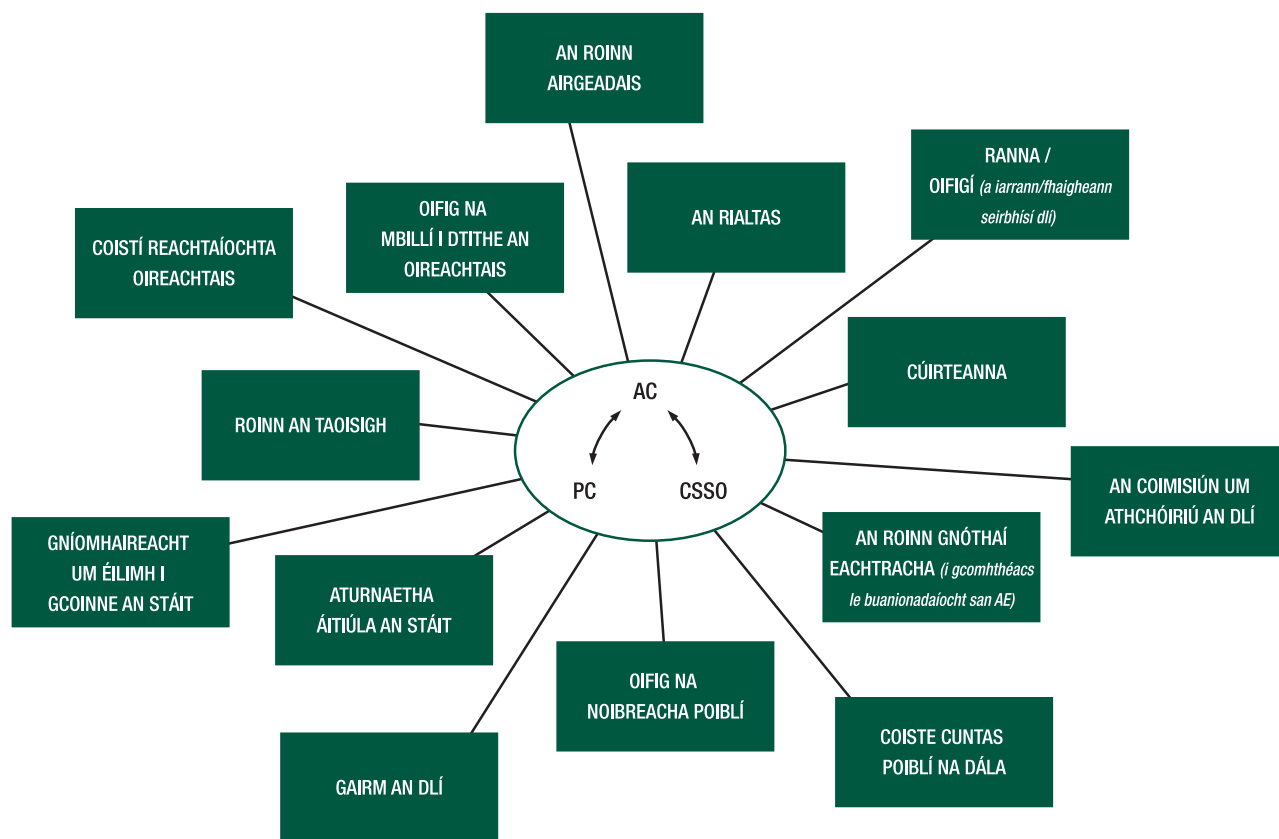 AN ROINN
AIRGEADAIS
RANNA /
OIFIGÍ (a iarrann/fhaigheann
seirbhísí dlí)
OIFIG NA
MBILLÍ I DTITHE AN
OIREACHTAIS
AN RIALTAS
COISTÍ REACHTAÍOCHTA
OIREACHTAIS
CÚIRTEANNA
ROINN AN TAOISIGH
AC
PC
CSSO
AN COIMISIÚN UM
ATHCHÓIRIÚ AN DLÍ
GNÍOMHAIREACHT
UM ÉILIMH I
GCOINNE AN STÁIT
AN ROINN GNÓTHAÍ
EACHTRACHA (i gcomhthéacs
le buanionadaíocht san AE)
ATURNAETHA
ÁITIÚLA AN STÁIT
OIFIG NA
NOIBREACHA POIBLÍ
COISTE CUNTAS
POIBLÍ NA DÁLA
GAIRM AN DLÍ